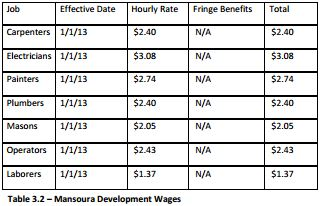 Job Effective Date Hourly Rate Fringe Benefits Total
Carpenters 1/1/13 $2.40 N/A $2.40
Electricians 1/1/13 $3.08 N/A $3.08
Painters 1/1/13 $2.74 N/A $2.74
Plumbers 1/1/13 $2.40 N/A $2.40
Masons 1/1/13 $2.05 N/A $2.05
Operators 1/1/13 $2.43 N/A $2.43
Laborers 1/1/13 $1.37 N/A $1.37
Table 3.2 – Mansoura Development Wages